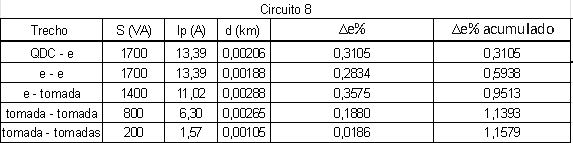 Circuito 8
Trecho S (VA) Ip (A) d (km) Δe% Δe% acumulado
QDC - e 1700 13,39 0,00206 0,3105 0,3105
e - e 1700 13,39 0,00188 0,2834 0,5938
e - tomada 1400 11,02 0,00288 0,3575 0,9513
tomada - tomada 800 6,30 0,00265 0,1880 1,1393
tomada - tomadas 200 1,57 0,00105 0,0186 1,1579